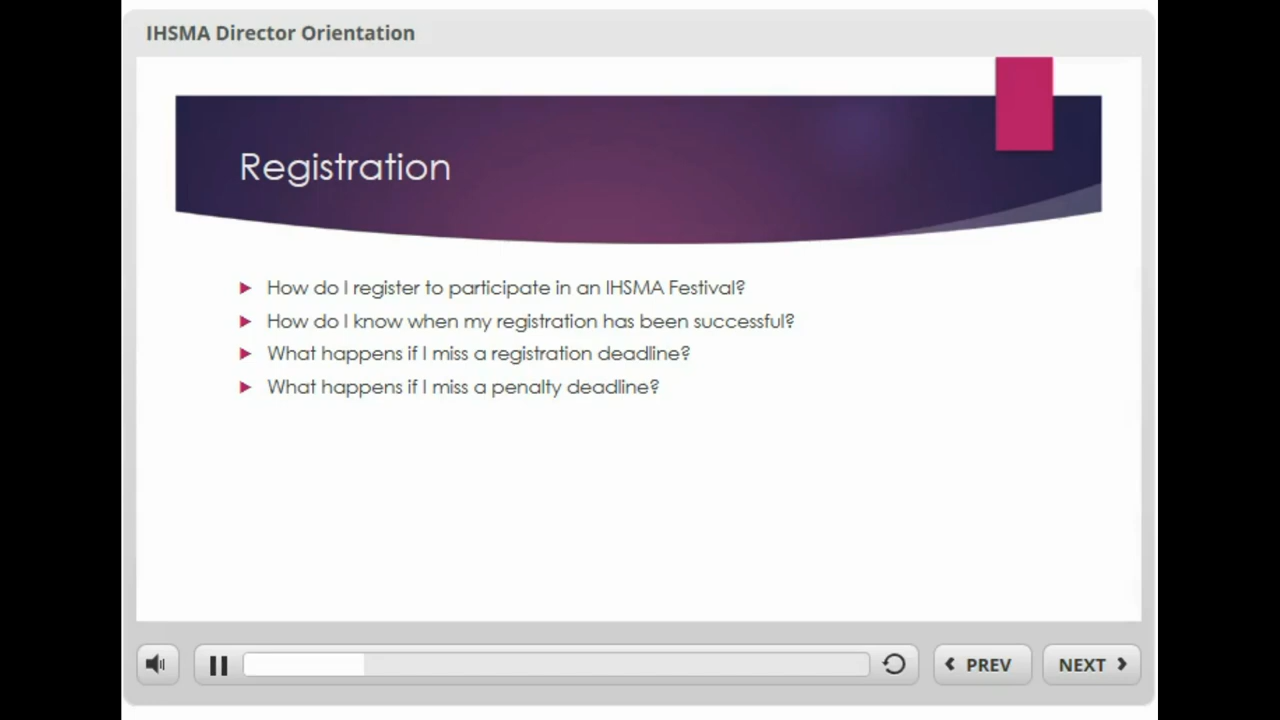 IHSMA Director Orientation
Registration
How do I register to participate in an IHSMA Festival?
How do I know when my registration has been successful?
What happens if I miss a registration deadline?
What happens if I miss a penalty deadline?
PREV
NEXT